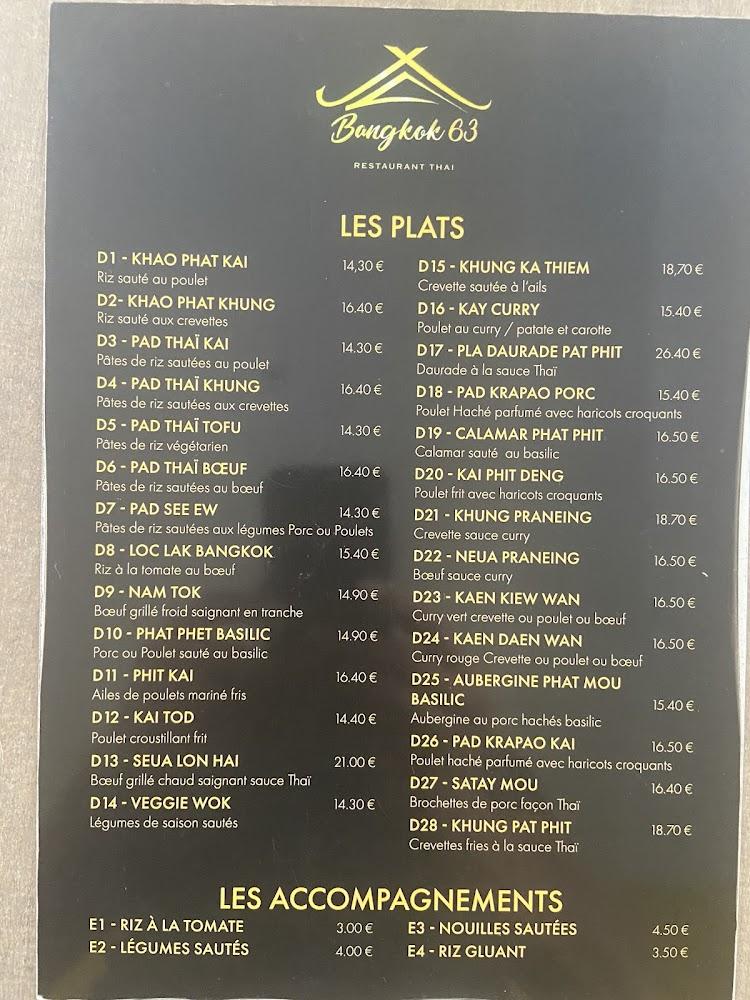 Bangkok 63
RESTAURANT THAI
LES PLATS
D1 - KHAO PHAT KAI 14,30 €
Riz sauté au poulet
D2- KHAO PHAT KHUNG 16.40 €
Riz sauté aux crevettes
D3 - PAD THAÏ KAI 14.30 €
Pâtes de riz sautées au poulet
D4 - PAD THAÏ KHUNG 16.40 €
Pâtes de riz sautées aux crevettes
D5 - PAD THAÏ TOFU 14.30 €
Pâtes de riz végétarien
D6 - PAD THAÏ BŒUF 16.40 €
Pâtes de riz sautées au bœuf
D7 - PAD SEE EW 14.30 €
Pâtes de riz sautées aux légumes Porc ou Poulets
D8 - LOC LAK BANGKOK 15.40 €
Riz à la tomate au bœuf
D9 - NAM TOK 14.90 €
Bœuf grillé froid saignant en tranche
D10 - PHAT PHET BASILIC 14.90 €
Porc ou Poulet sauté au basilic
D11 - PHIT KAI 16.40 €
Ailes de poulets mariné fris
D12 - KAI TOD 14.40 €
Poulet croustillant frit
D13 - SEUA LON HAI 21.00 €
Bœuf grillé chaud saignant sauce Thaï
D14 - VEGGIE WOK 14.30 €
Légumes de saison sautés
D15 - KHUNG KA THIEM 18,70 €
Crevette sautée à l'ails
D16 - KAY CURRY 15.40 €
Poulet au curry / patate et carotte
D17 - PLA DAURADE PAT PHIT 26.40 €
Daurade à la sauce Thaï
D18 - PAD KRAPAO PORC 15.40 €
Poulet Haché parfumé avec haricots croquants
D19 - CALAMAR PHAT PHIT 16.50 €
Calamar sauté au basilic
D20 - KAI PHIT DENG 16.50 €
Poulet frit avec haricots croquants
D21 - KHUNG PRANEING 18.70 €
Crevette sauce curry
D22 - NEUA PRANEING 16.50 €
Bœuf sauce curry
D23 - KAEN KIEW WAN 16.50 €
Curry vert crevette ou poulet ou bœuf
D24 - KAEN DAEN WAN 16.50 €
Curry rouge Crevette ou poulet ou bœuf
D25 - AUBERGINE PHAT MOU
BASILIC 15.40 €
Aubergine au porc hachés basilic
D26 - PAD KRAPAO KAI 16.50 €
Poulet haché parfumé avec haricots croquants
D27 - SATAY MOU 16.40 €
Brochettes de porc façon Thaï
D28 - KHUNG PAT PHIT 18.70 €
Crevettes fries à la sauce Thaï
LES ACCOMPAGNEMENTS
E1 - RIZ À LA TOMATE 3.00 €
E2 - LÉGUMES SAUTÉS 4.00 €
E3 - NOUILLES SAUTÉES 4.50 €
E4 - RIZ GLUANT 3.50 €